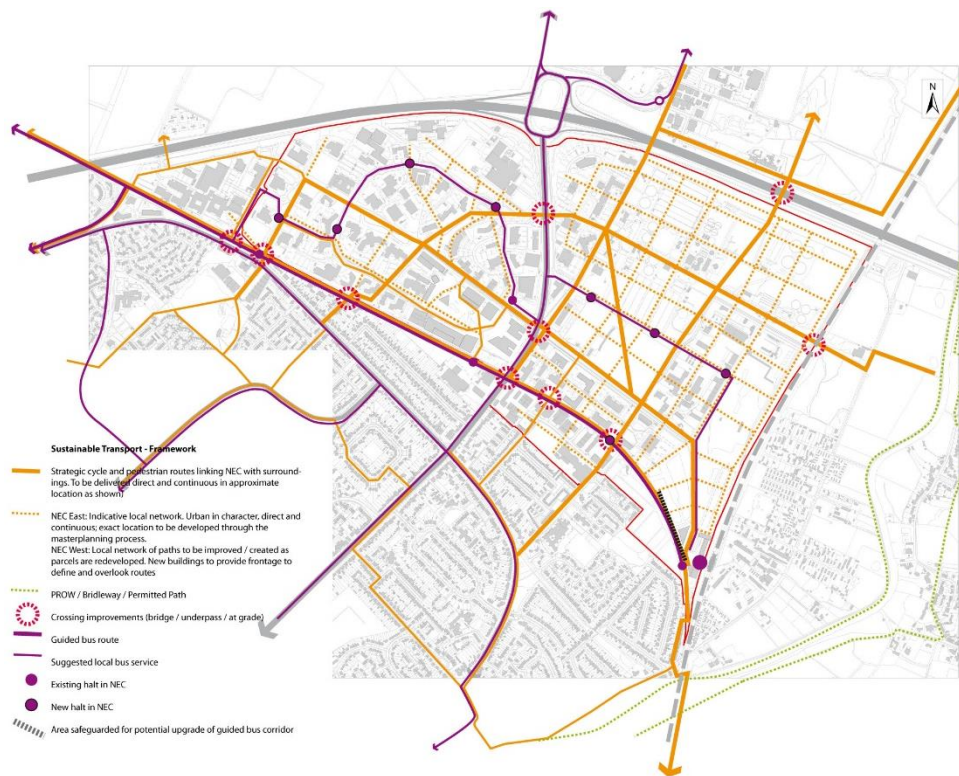 N
Sustainable Transport - Framework
Strategic cycle and pedestrian routes linking NEC with surround-
ings. To be delivered direct and continuous in approximate
location as shown)
NEC East: Indicative local network. Urban in character, direct and
continuous; exact location to be developed through the
masterplanning process.
NEC West: Local network of paths to be improved / created as
parcels are redeveloped. New buildings to provide frontage to
define and overlook routes
PROW / Bridleway / Permitted Path
Crossing improvements (bridge / underpass / at grade)
Guided bus route
Suggested local bus service
Existing halt in NEC
New halt in NEC
Area safeguarded for potential upgrade of guided bus corridor